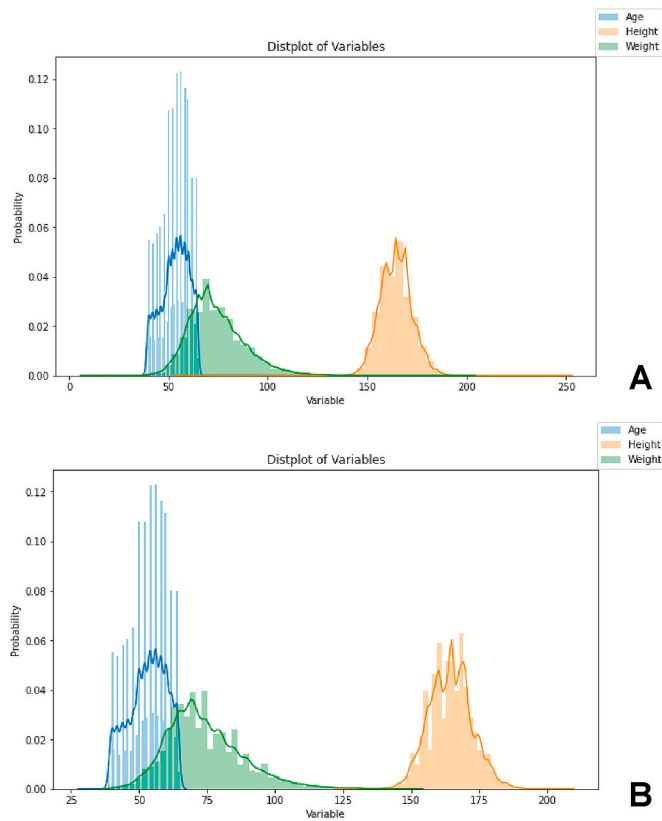 Age
Height
Weight
Distplot of Variables
Probability
0.12
0.10
0.08
0.06
0.04
0.02
0.00
0 50 100 150 200 250
Variable
A
Age
Height
Weight
Distplot of Variables
Probability
0.12
0.10
0.08
0.06
0.04
0.02
0.00
25 50 75 100 125 150 175 200
Variable
B